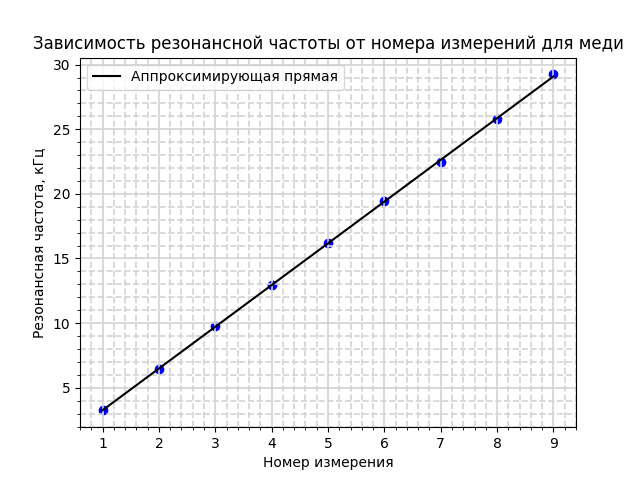 Зависимость резонансной частоты от номера измерений для меди
Аппроксимирующая прямая
Резонансная частота, кГц
30
25
20
15
10
5
1 2 3 4 5 6 7 8 9
Номер измерения